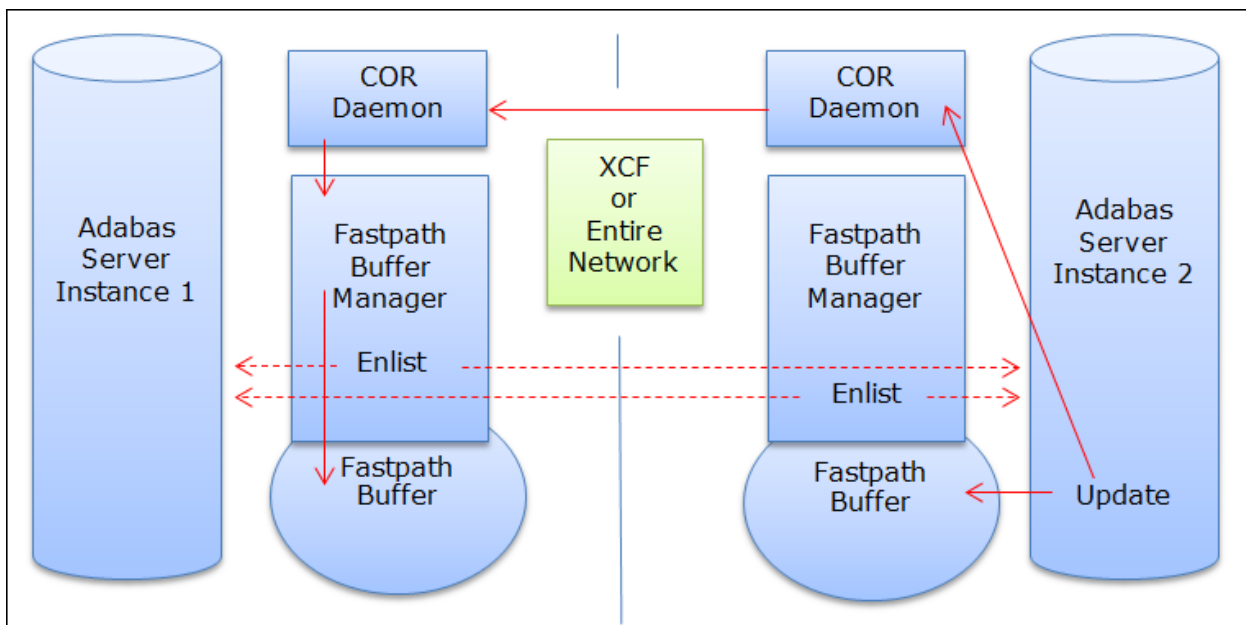 COR
Daemon
COR
Daemon
XCF
or
Entire
Network
Adabas
Server
Instance 1
Fastpath
Buffer
Manager
Fastpath
Buffer
Manager
Adabas
Server
Instance 2
Enlist
Enlist
Fastpath
Buffer
Fastpath
Buffer
Update